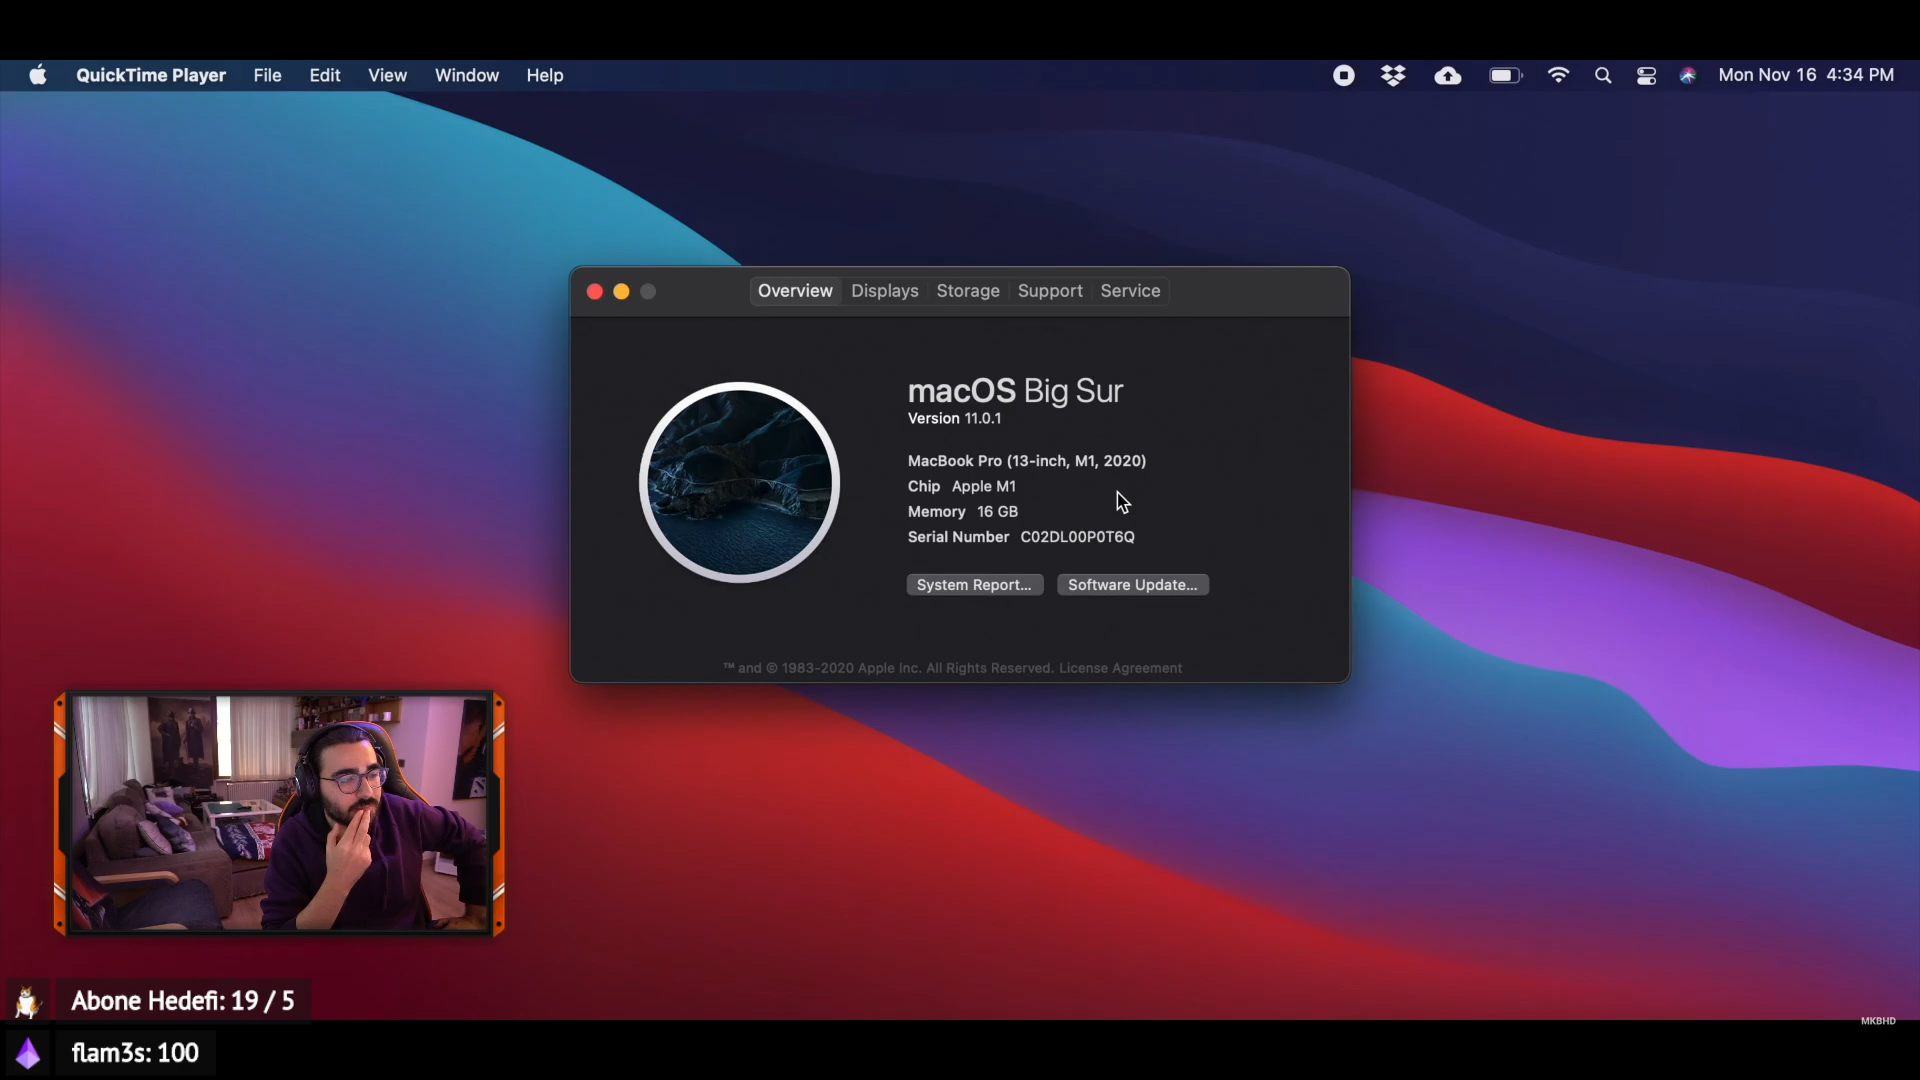 QuickTime Player File Edit View Window Help Mon Nov 16 4:34 PM
Overview Displays Storage Support Service
macOS Big Sur
Version 11.0.1
MacBook Pro (13-inch, M1, 2020)
Chip Apple M1
Memory 16 GB
Serial Number C02DL00P0T6Q
System Report... Software Update...
™ and © 1983-2020 Apple Inc. All Rights Reserved. License Agreement
Abone Hedefi: 19 / 5
MKBHD
flam3s: 100